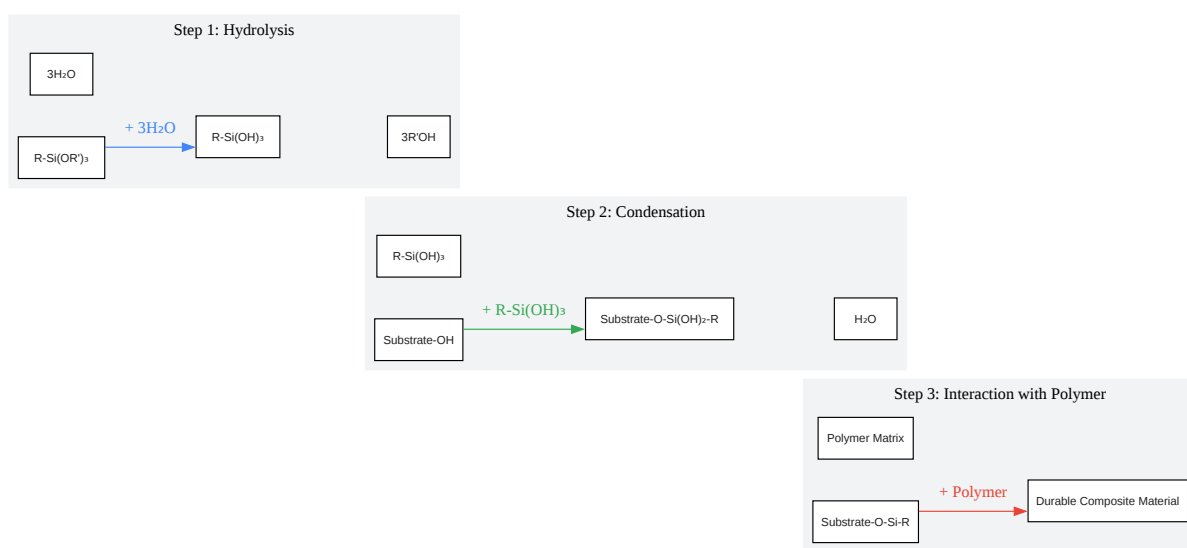 Step 1: Hydrolysis
3H₂O
+ 3H₂O
R-Si(OH)₃
3R'OH
R-Si(OR')₃
Step 2: Condensation
R-Si(OH)₃
+ R-Si(OH)₃
Substrate-O-Si(OH)₂-R
H₂O
Substrate-OH
Step 3: Interaction with Polymer
Polymer Matrix
+ Polymer
Durable Composite Material
Substrate-O-Si-R